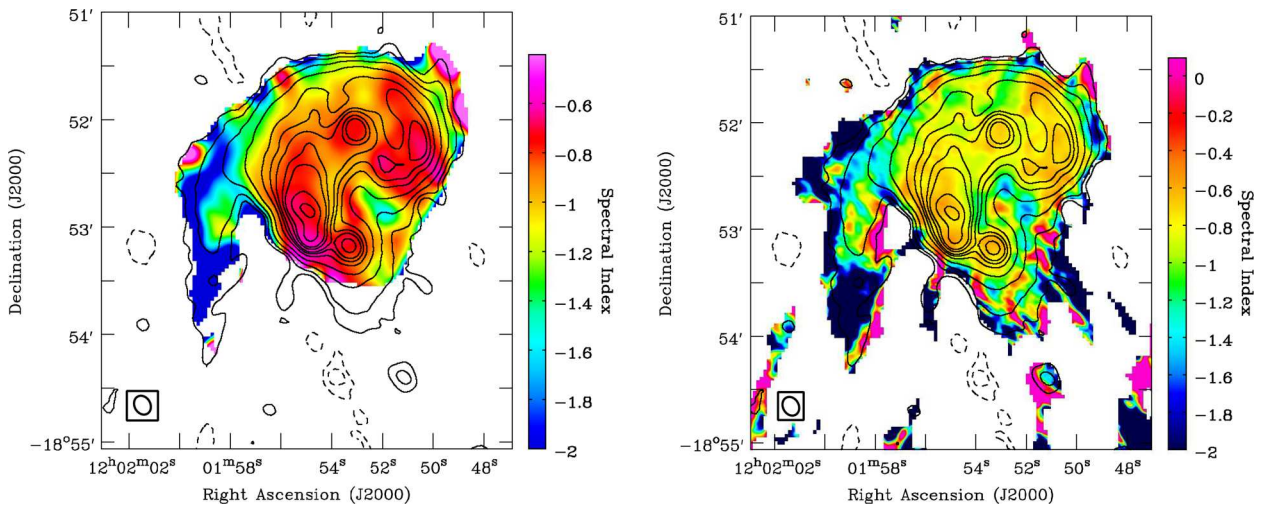 51′
52′
53′
54′
−18°55′
Declination (J2000)
12ʰ02ᵐ02ˢ
01ᵐ58ˢ
54ˢ
52ˢ
50ˢ
48ˢ
Right Ascension (J2000)
−0.6
−0.8
−1
−1.2
−1.4
−1.6
−1.8
−2
Spectral Index
51′
52′
53′
54′
−18°55′
Declination (J2000)
12ʰ02ᵐ02ˢ
01ᵐ58ˢ
54ˢ
52ˢ
50ˢ
48ˢ
Right Ascension (J2000)
0
−0.2
−0.4
−0.6
−0.8
−1
−1.2
−1.4
−1.6
−1.8
−2
Spectral Index